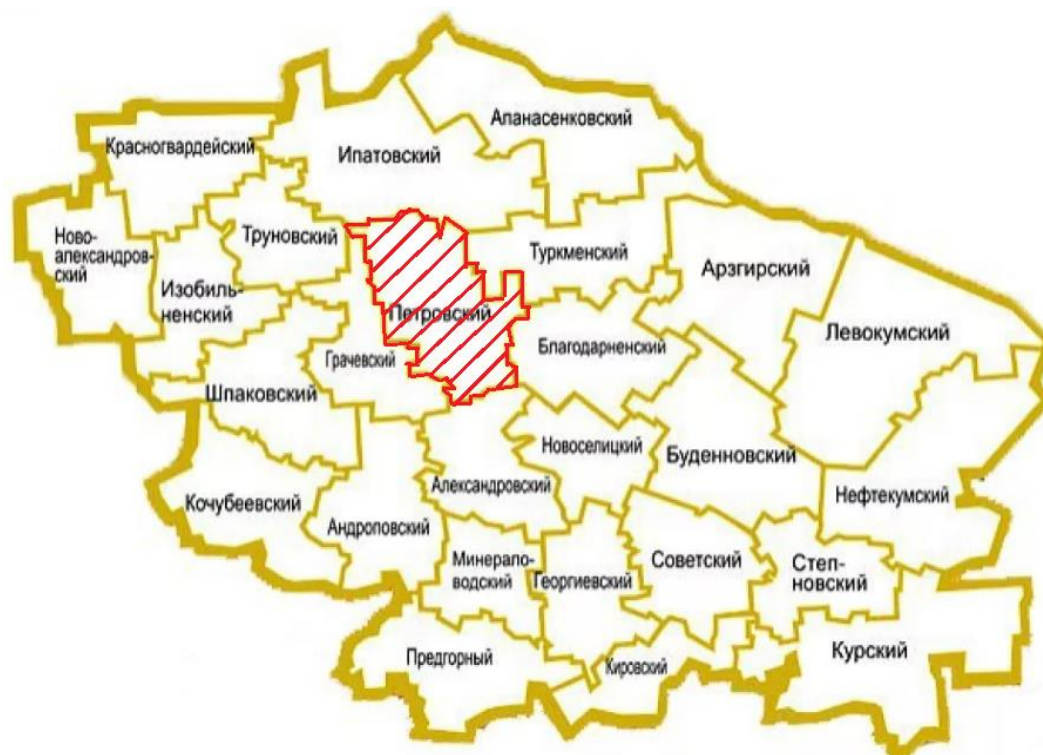 Апанасенковский
Красногвардейский
Ипатовский
Ново-
александров-
ский
Труновский
Туркменский
Арзгирский
Изобиль-
ненский
Петровский
Левокумский
Грачевский
Благодарненский
Шпаковский
Новоселицкий
Буденновский
Александровский
Нефтекумский
Кочубеевский
Андроповский
Минерало-
водский
Георгиевский
Советский
Степ-
новский
Предгорный
Кировский
Курский